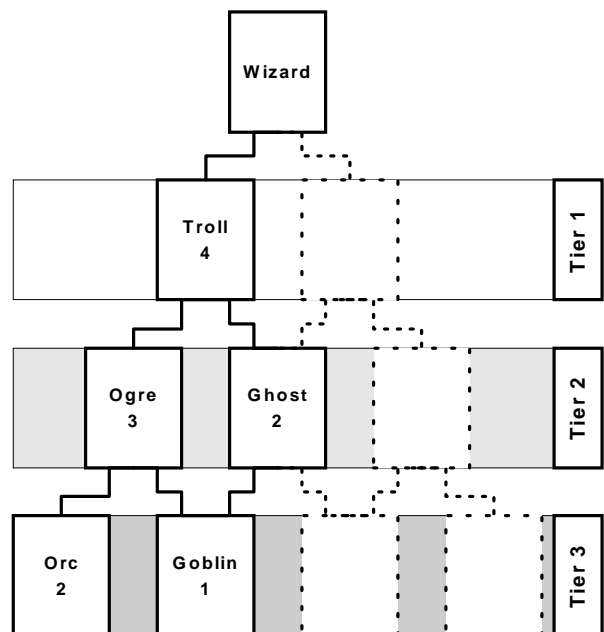 Wizard
Troll
4
Tier 1
Ogre
3
Ghost
2
Tier 2
Orc
2
Goblin
1
Tier 3